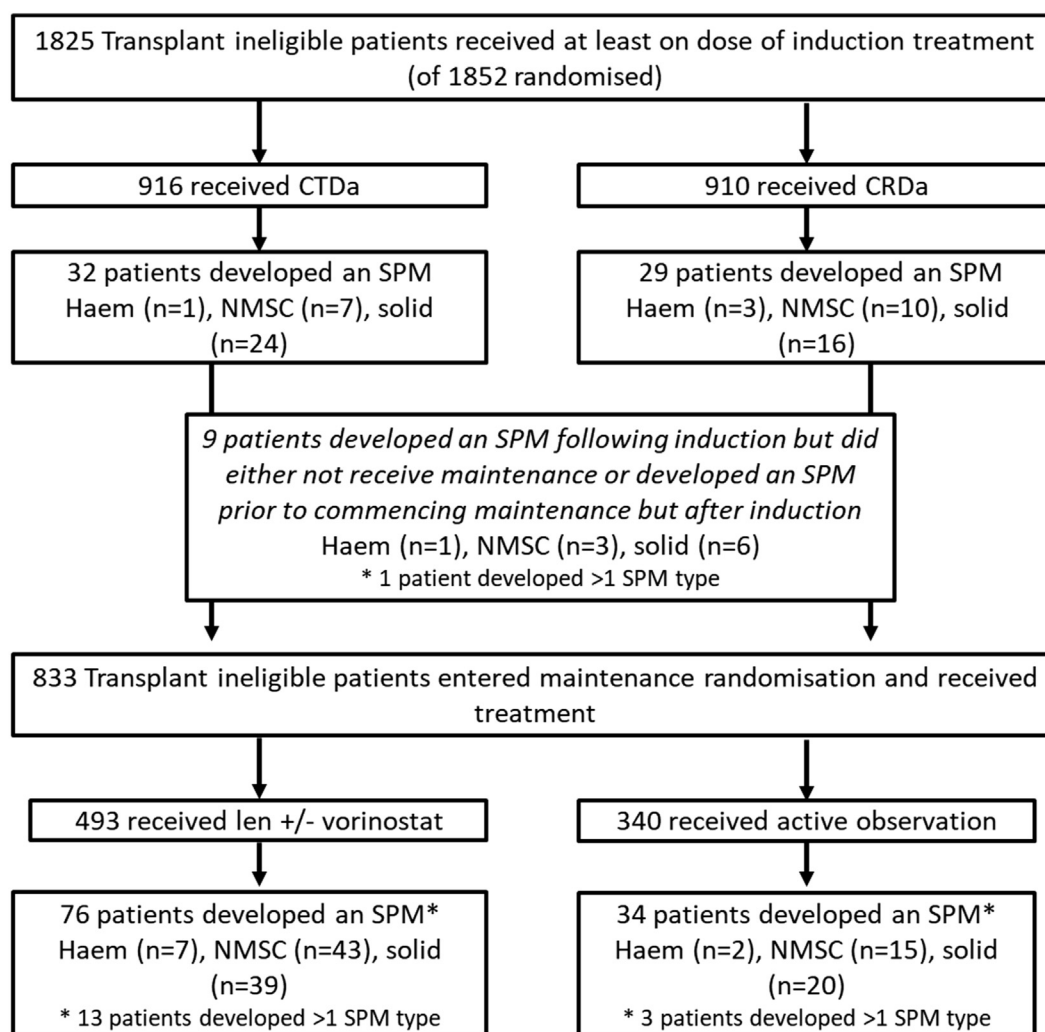 1825 Transplant ineligible patients received at least on dose of induction treatment
(of 1852 randomised)
916 received CTDa
910 received CRDa
32 patients developed an SPM
Haem (n=1), NMSC (n=7), solid
(n=24)
29 patients developed an SPM
Haem (n=3), NMSC (n=10), solid
(n=16)
9 patients developed an SPM following induction but did
either not receive maintenance or developed an SPM
prior to commencing maintenance but after induction
Haem (n=1), NMSC (n=3), solid (n=6)
* 1 patient developed >1 SPM type
833 Transplant ineligible patients entered maintenance randomisation and received
treatment
493 received len +/- vorinostat
340 received active observation
76 patients developed an SPM*
Haem (n=7), NMSC (n=43), solid
(n=39)
* 13 patients developed >1 SPM type
34 patients developed an SPM*
Haem (n=2), NMSC (n=15), solid
(n=20)
* 3 patients developed >1 SPM type